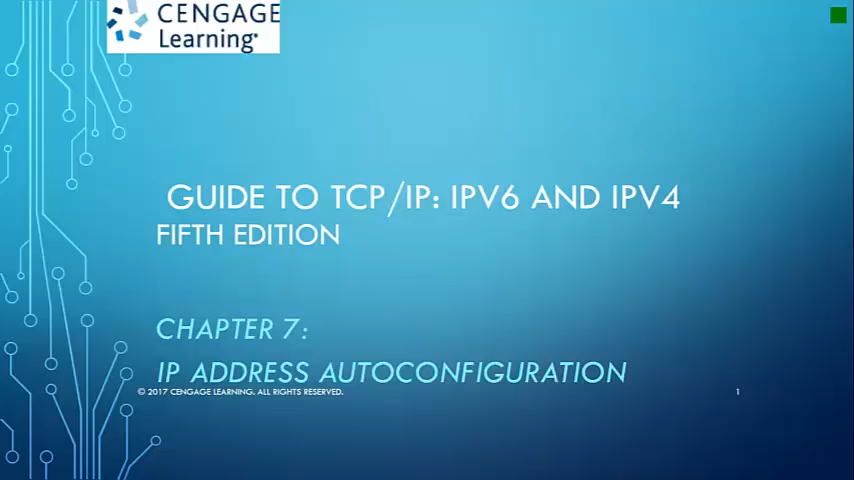 CENGAGE
Learning®
GUIDE TO TCP/IP: IPV6 AND IPV4
FIFTH EDITION
CHAPTER 7:
IP ADDRESS AUTOCONFIGURATION
© 2017 CENGAGE LEARNING. ALL RIGHTS RESERVED.
1